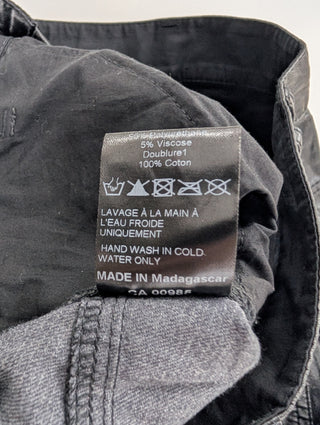 5% Viscose
Doublure1
100% Coton
LAVAGE À LA MAIN À
L'EAU FROIDE
UNIQUEMENT
HAND WASH IN COLD
WATER ONLY
MADE IN Madagascar